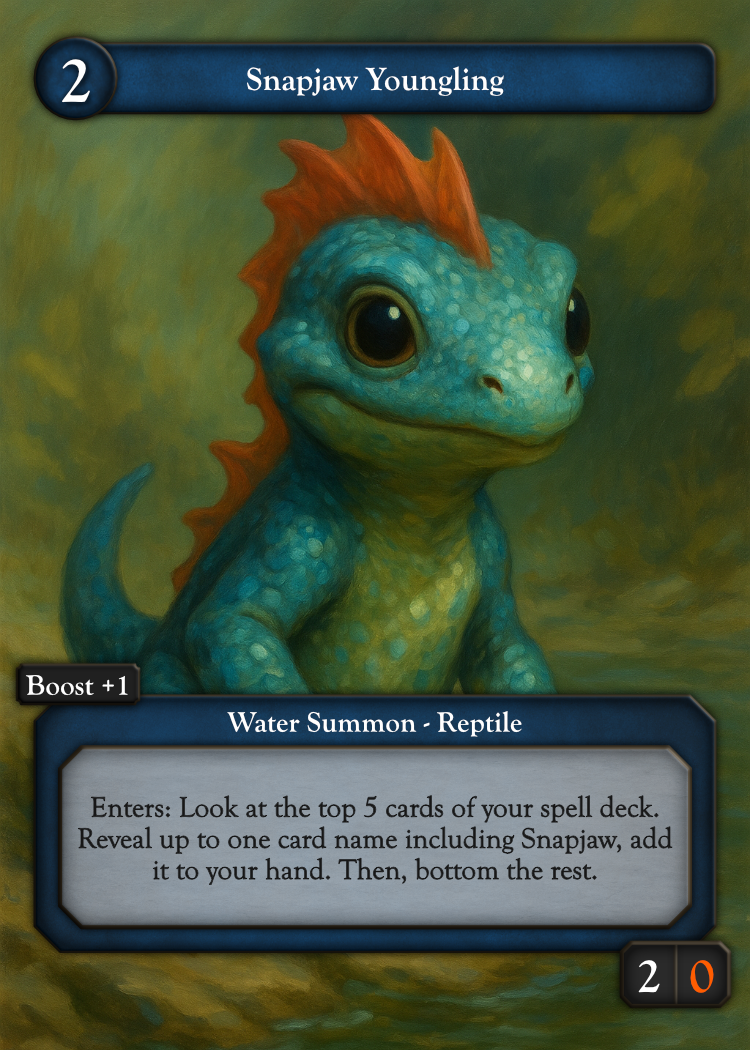 2
Snapjaw Youngling
Boost +1
Water Summon - Reptile
Enters: Look at the top 5 cards of your spell deck.
Reveal up to one card name including Snapjaw, add
it to your hand. Then, bottom the rest.
2 0